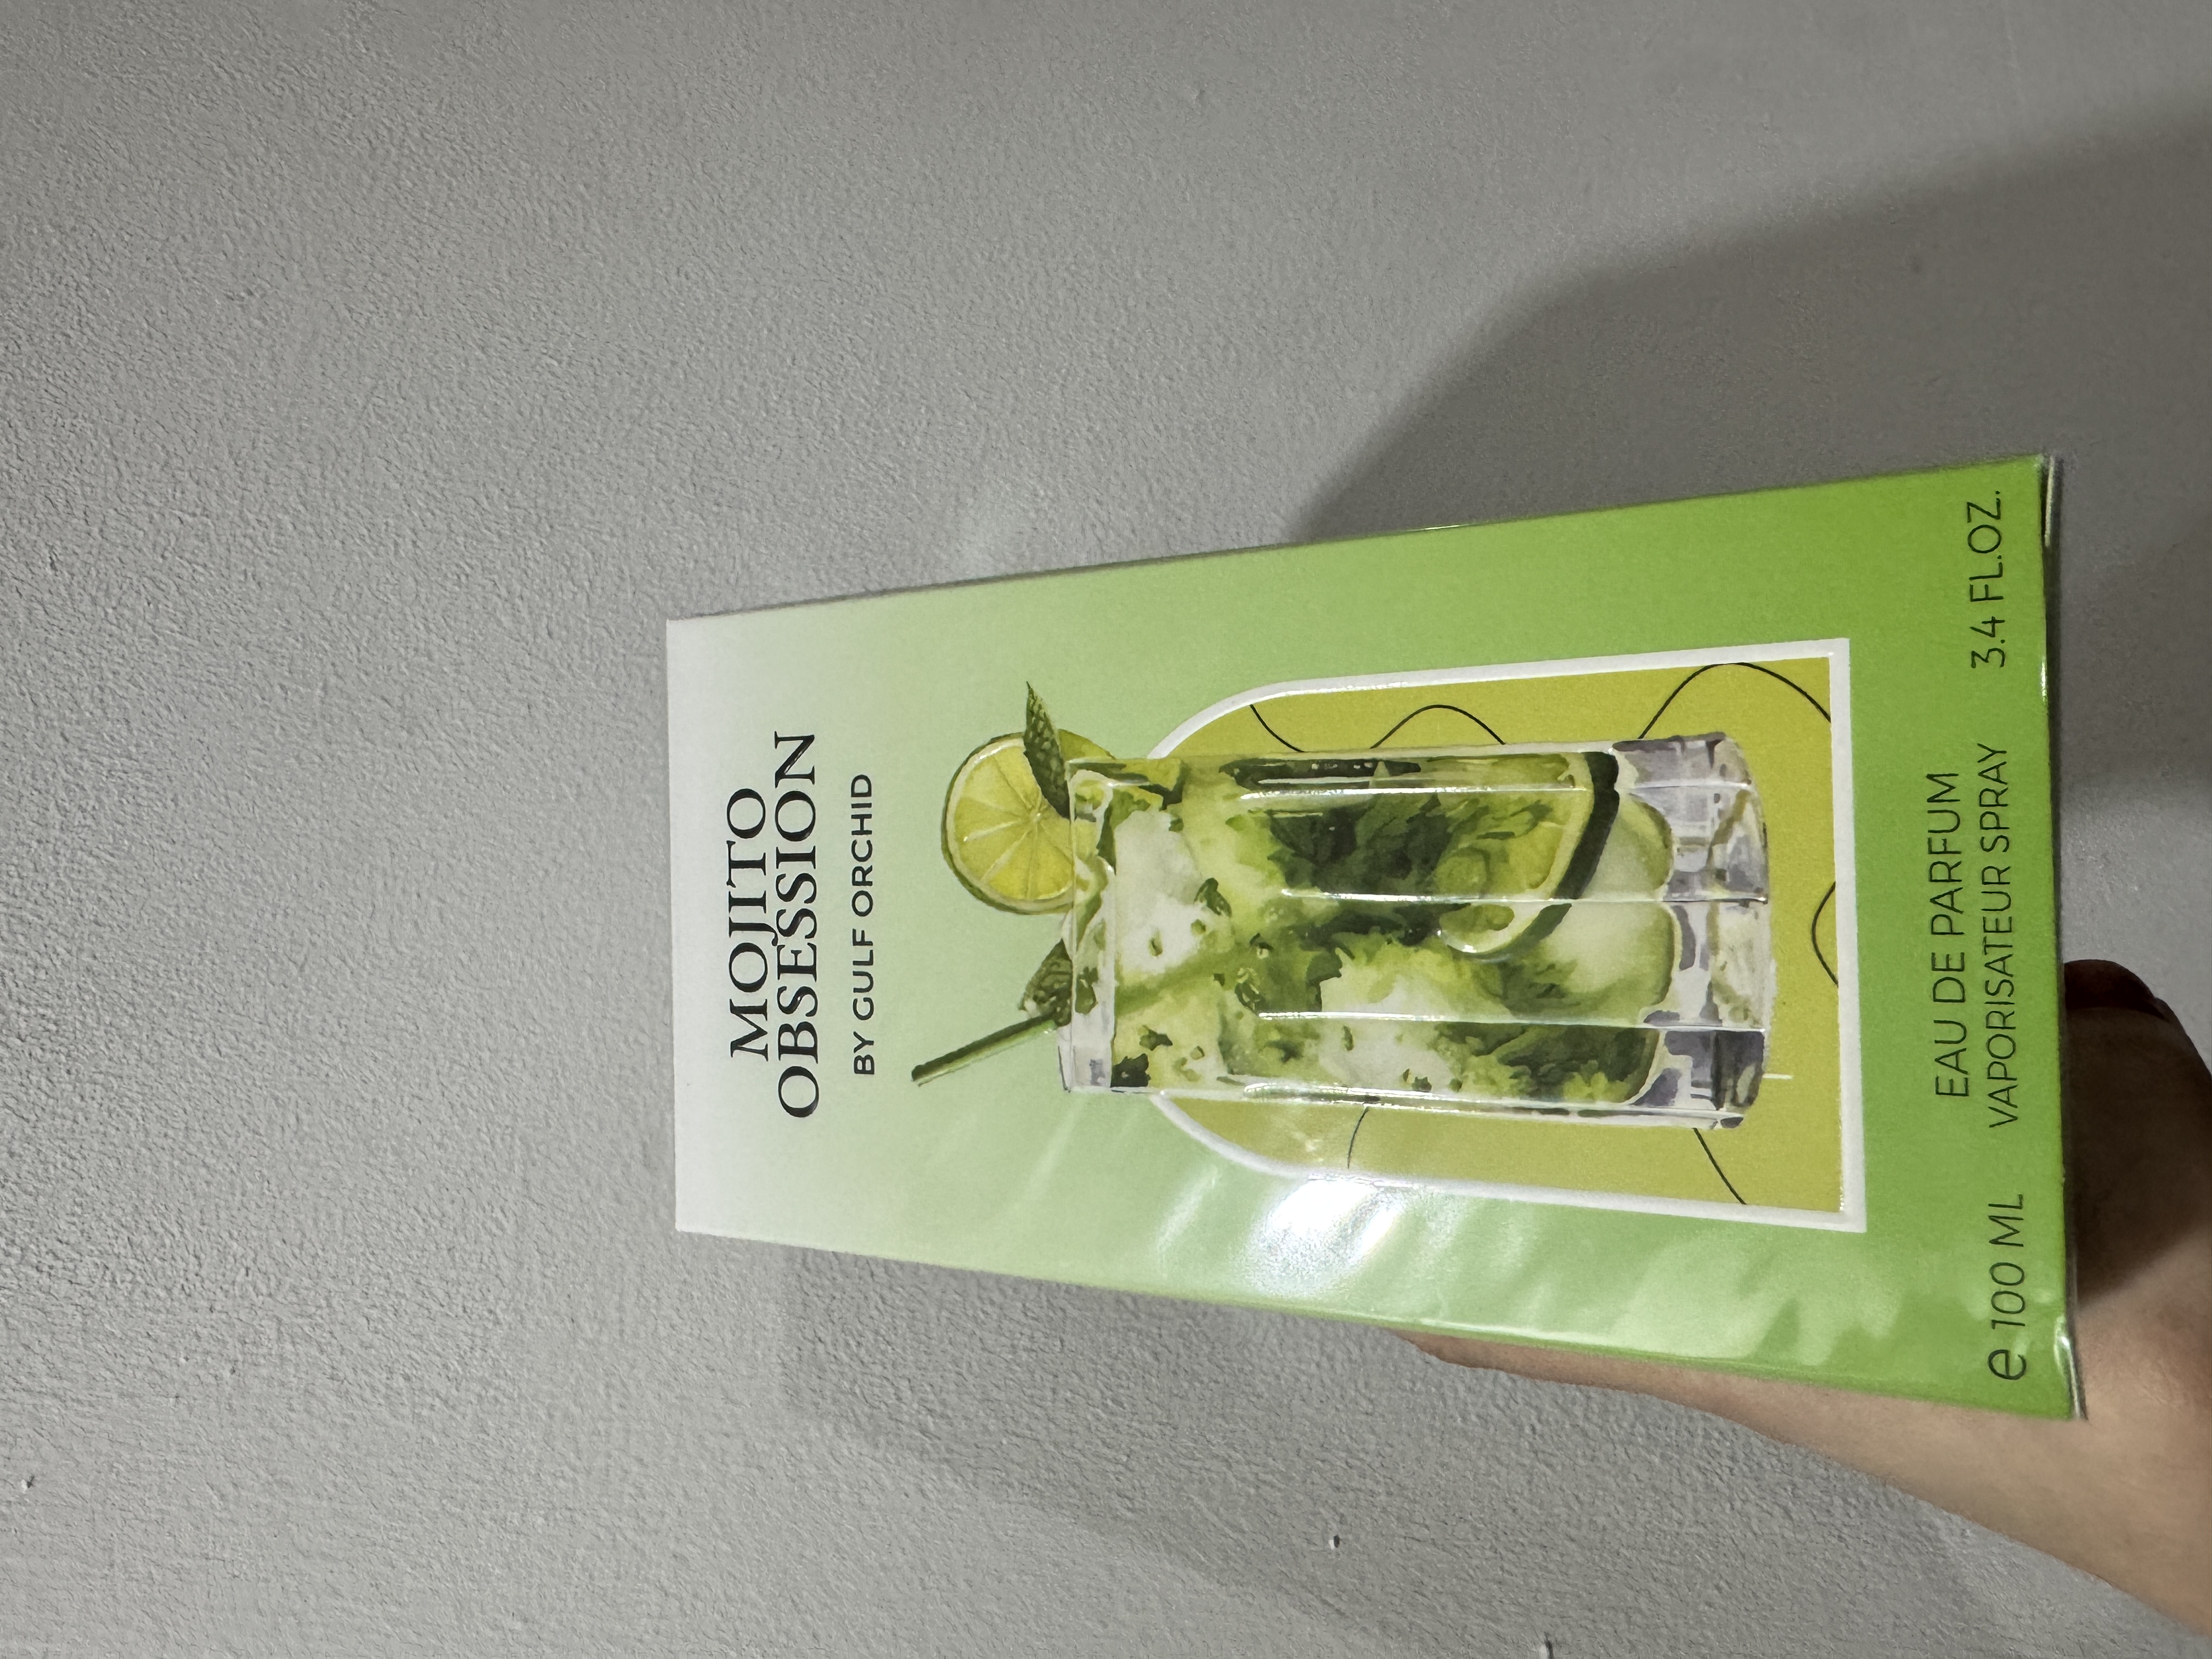 MOJITO
OBSESSION
BY GULF ORCHID
EAU DE PARFUM
e 100 ML VAPORISATEUR SPRAY 3.4 FL.OZ.